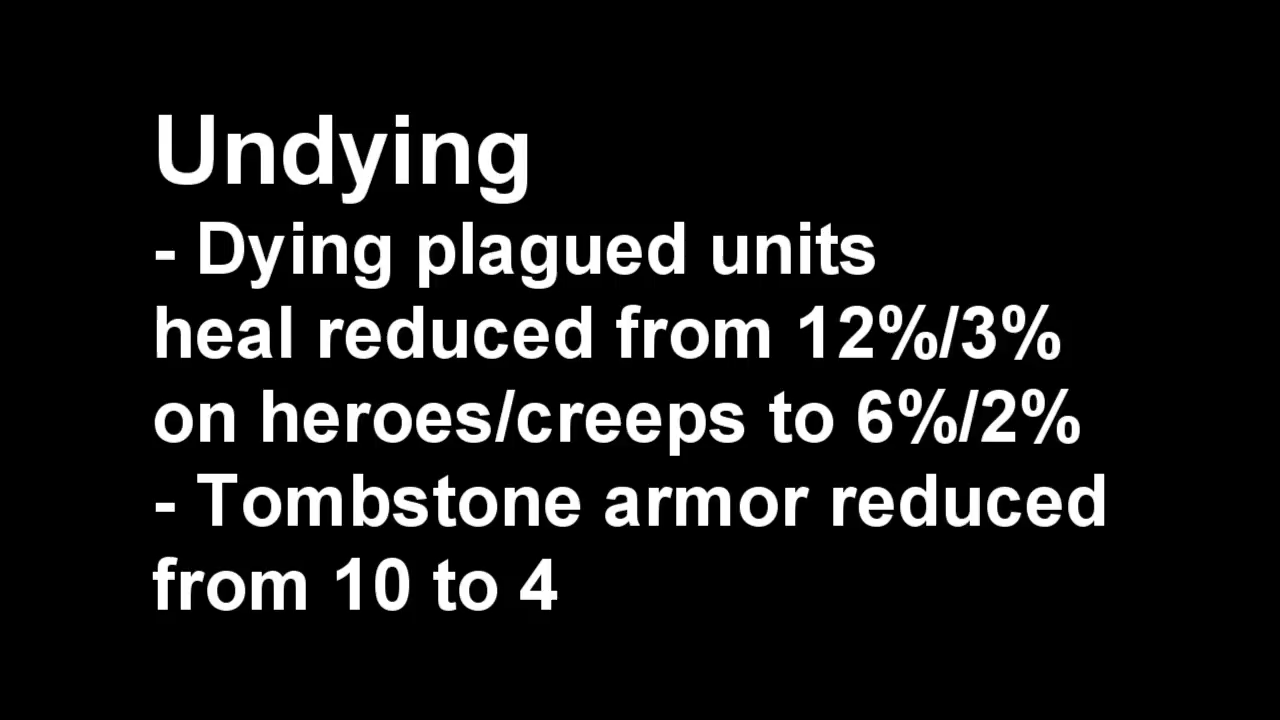 Undying
- Dying plagued units
heal reduced from 12%/3%
on heroes/creeps to 6%/2%
- Tombstone armor reduced
from 10 to 4